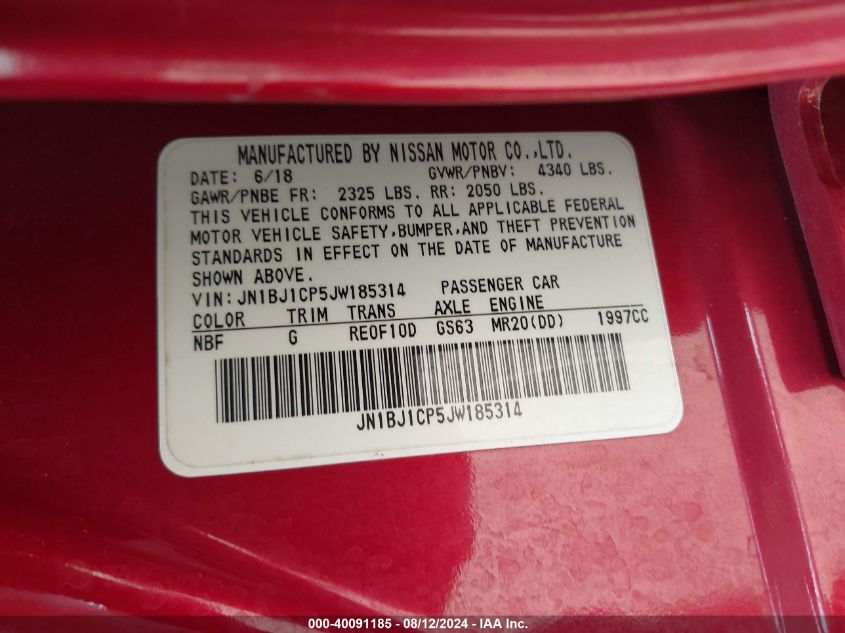 MANUFACTURED BY NISSAN MOTOR CO.,LTD.
DATE: 6/18 GVWR/PNBV: 4340 LBS.
GAWR/PNBE FR: 2325 LBS. RR: 2050 LBS.
THIS VEHICLE CONFORMS TO ALL APPLICABLE FEDERAL
MOTOR VEHICLE SAFETY,BUMPER,AND THEFT PREVENTION
STANDARDS IN EFFECT ON THE DATE OF MANUFACTURE
SHOWN ABOVE.
VIN: JN1BJ1CP5JW185314 PASSENGER CAR
COLOR TRIM TRANS AXLE ENGINE
NBF G RE0F10D GS63 MR20(DD) 1997CC
JN1BJ1CP5JW185314
000-40091185 - 08/12/2024 - IAA Inc.